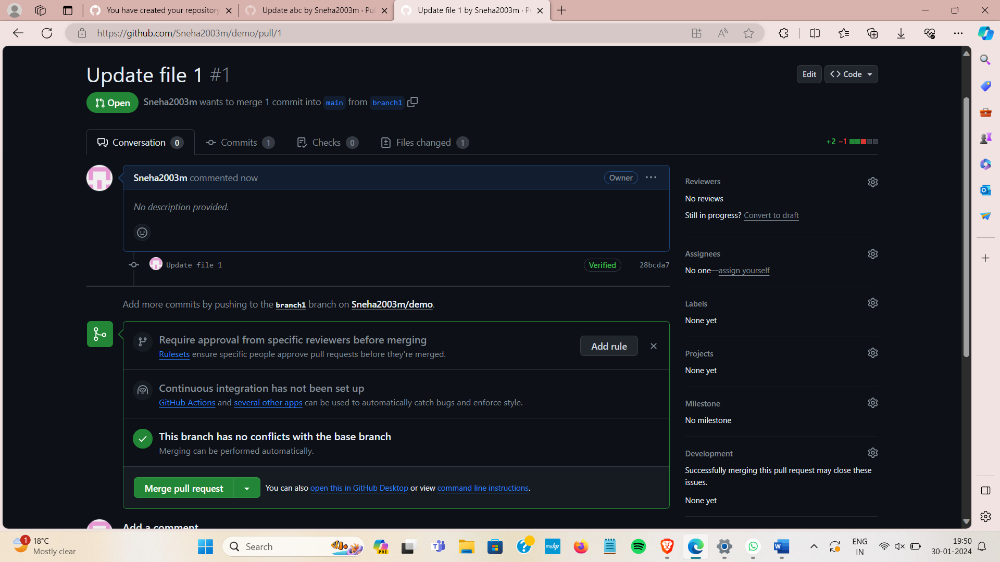 You have created your repository
Update abc by Sneha2003m · Pul
Update file 1 by Sneha2003m · P
https://github.com/Sneha2003m/demo/pull/1
Update file 1 #1
Edit
<> Code
Open
Sneha2003m wants to merge 1 commit into main from branch1
Conversation 0
Commits 1
Checks 0
Files changed 1
+2 −1
Sneha2003m commented now
Owner
No description provided.
Update file 1
Verified
28bcda7
Add more commits by pushing to the branch1 branch on Sneha2003m/demo.
Require approval from specific reviewers before merging
Rulesets ensure specific people approve pull requests before they're merged.
Add rule
Continuous integration has not been set up
GitHub Actions and several other apps can be used to automatically catch bugs and enforce style.
This branch has no conflicts with the base branch
Merging can be performed automatically.
Merge pull request
You can also open this in GitHub Desktop or view command line instructions.
Add a comment
Reviewers
No reviews
Still in progress? Convert to draft
Assignees
No one—assign yourself
Labels
None yet
Projects
None yet
Milestone
No milestone
Development
Successfully merging this pull request may close these
issues.
None yet
1
18°C
Mostly clear
Search
PRE
myhp
ENG
IN
19:50
30-01-2024